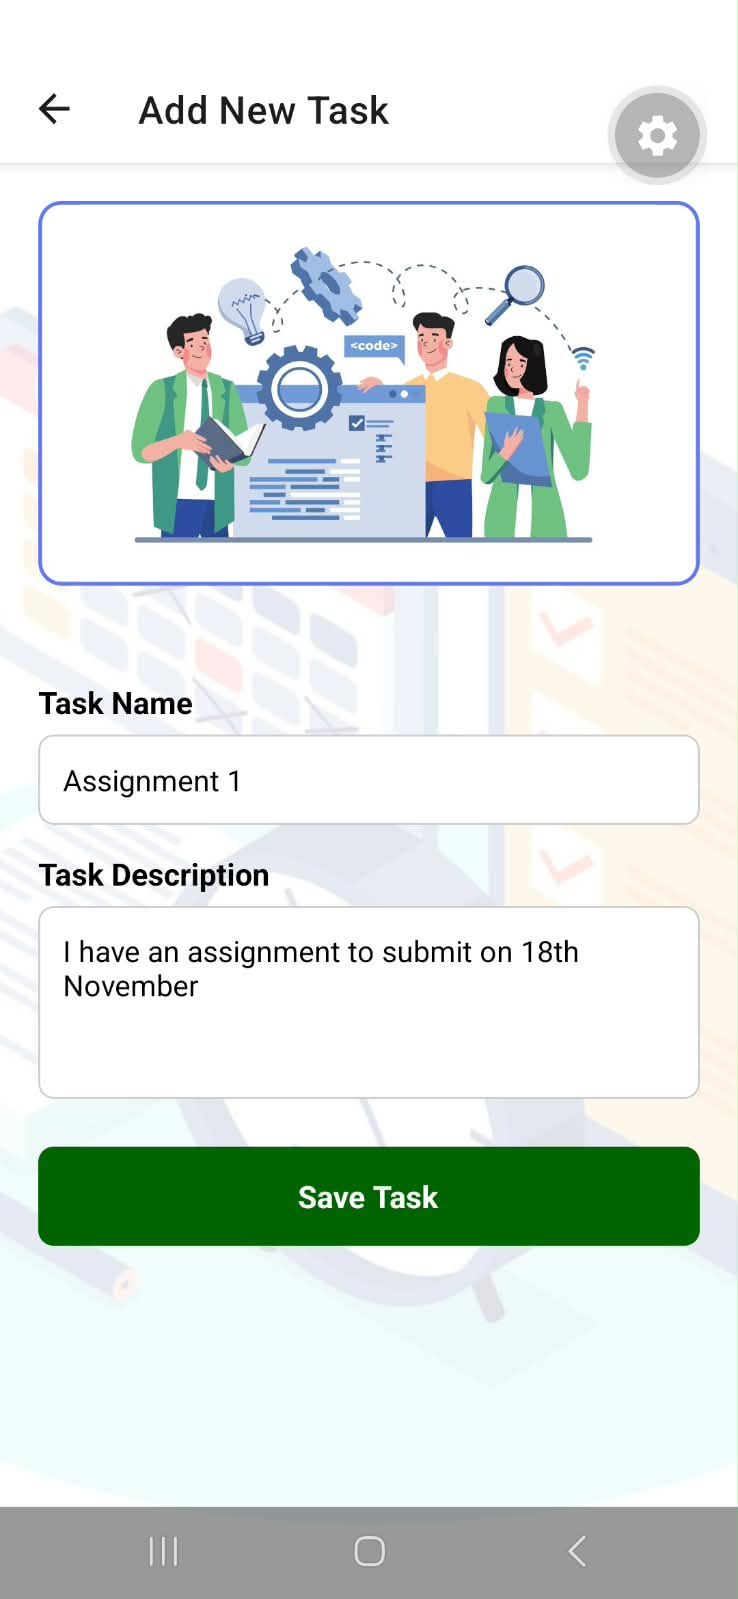 Add New Task
<code>
Task Name
Assignment 1
Task Description
I have an assignment to submit on 18th
November
Save Task